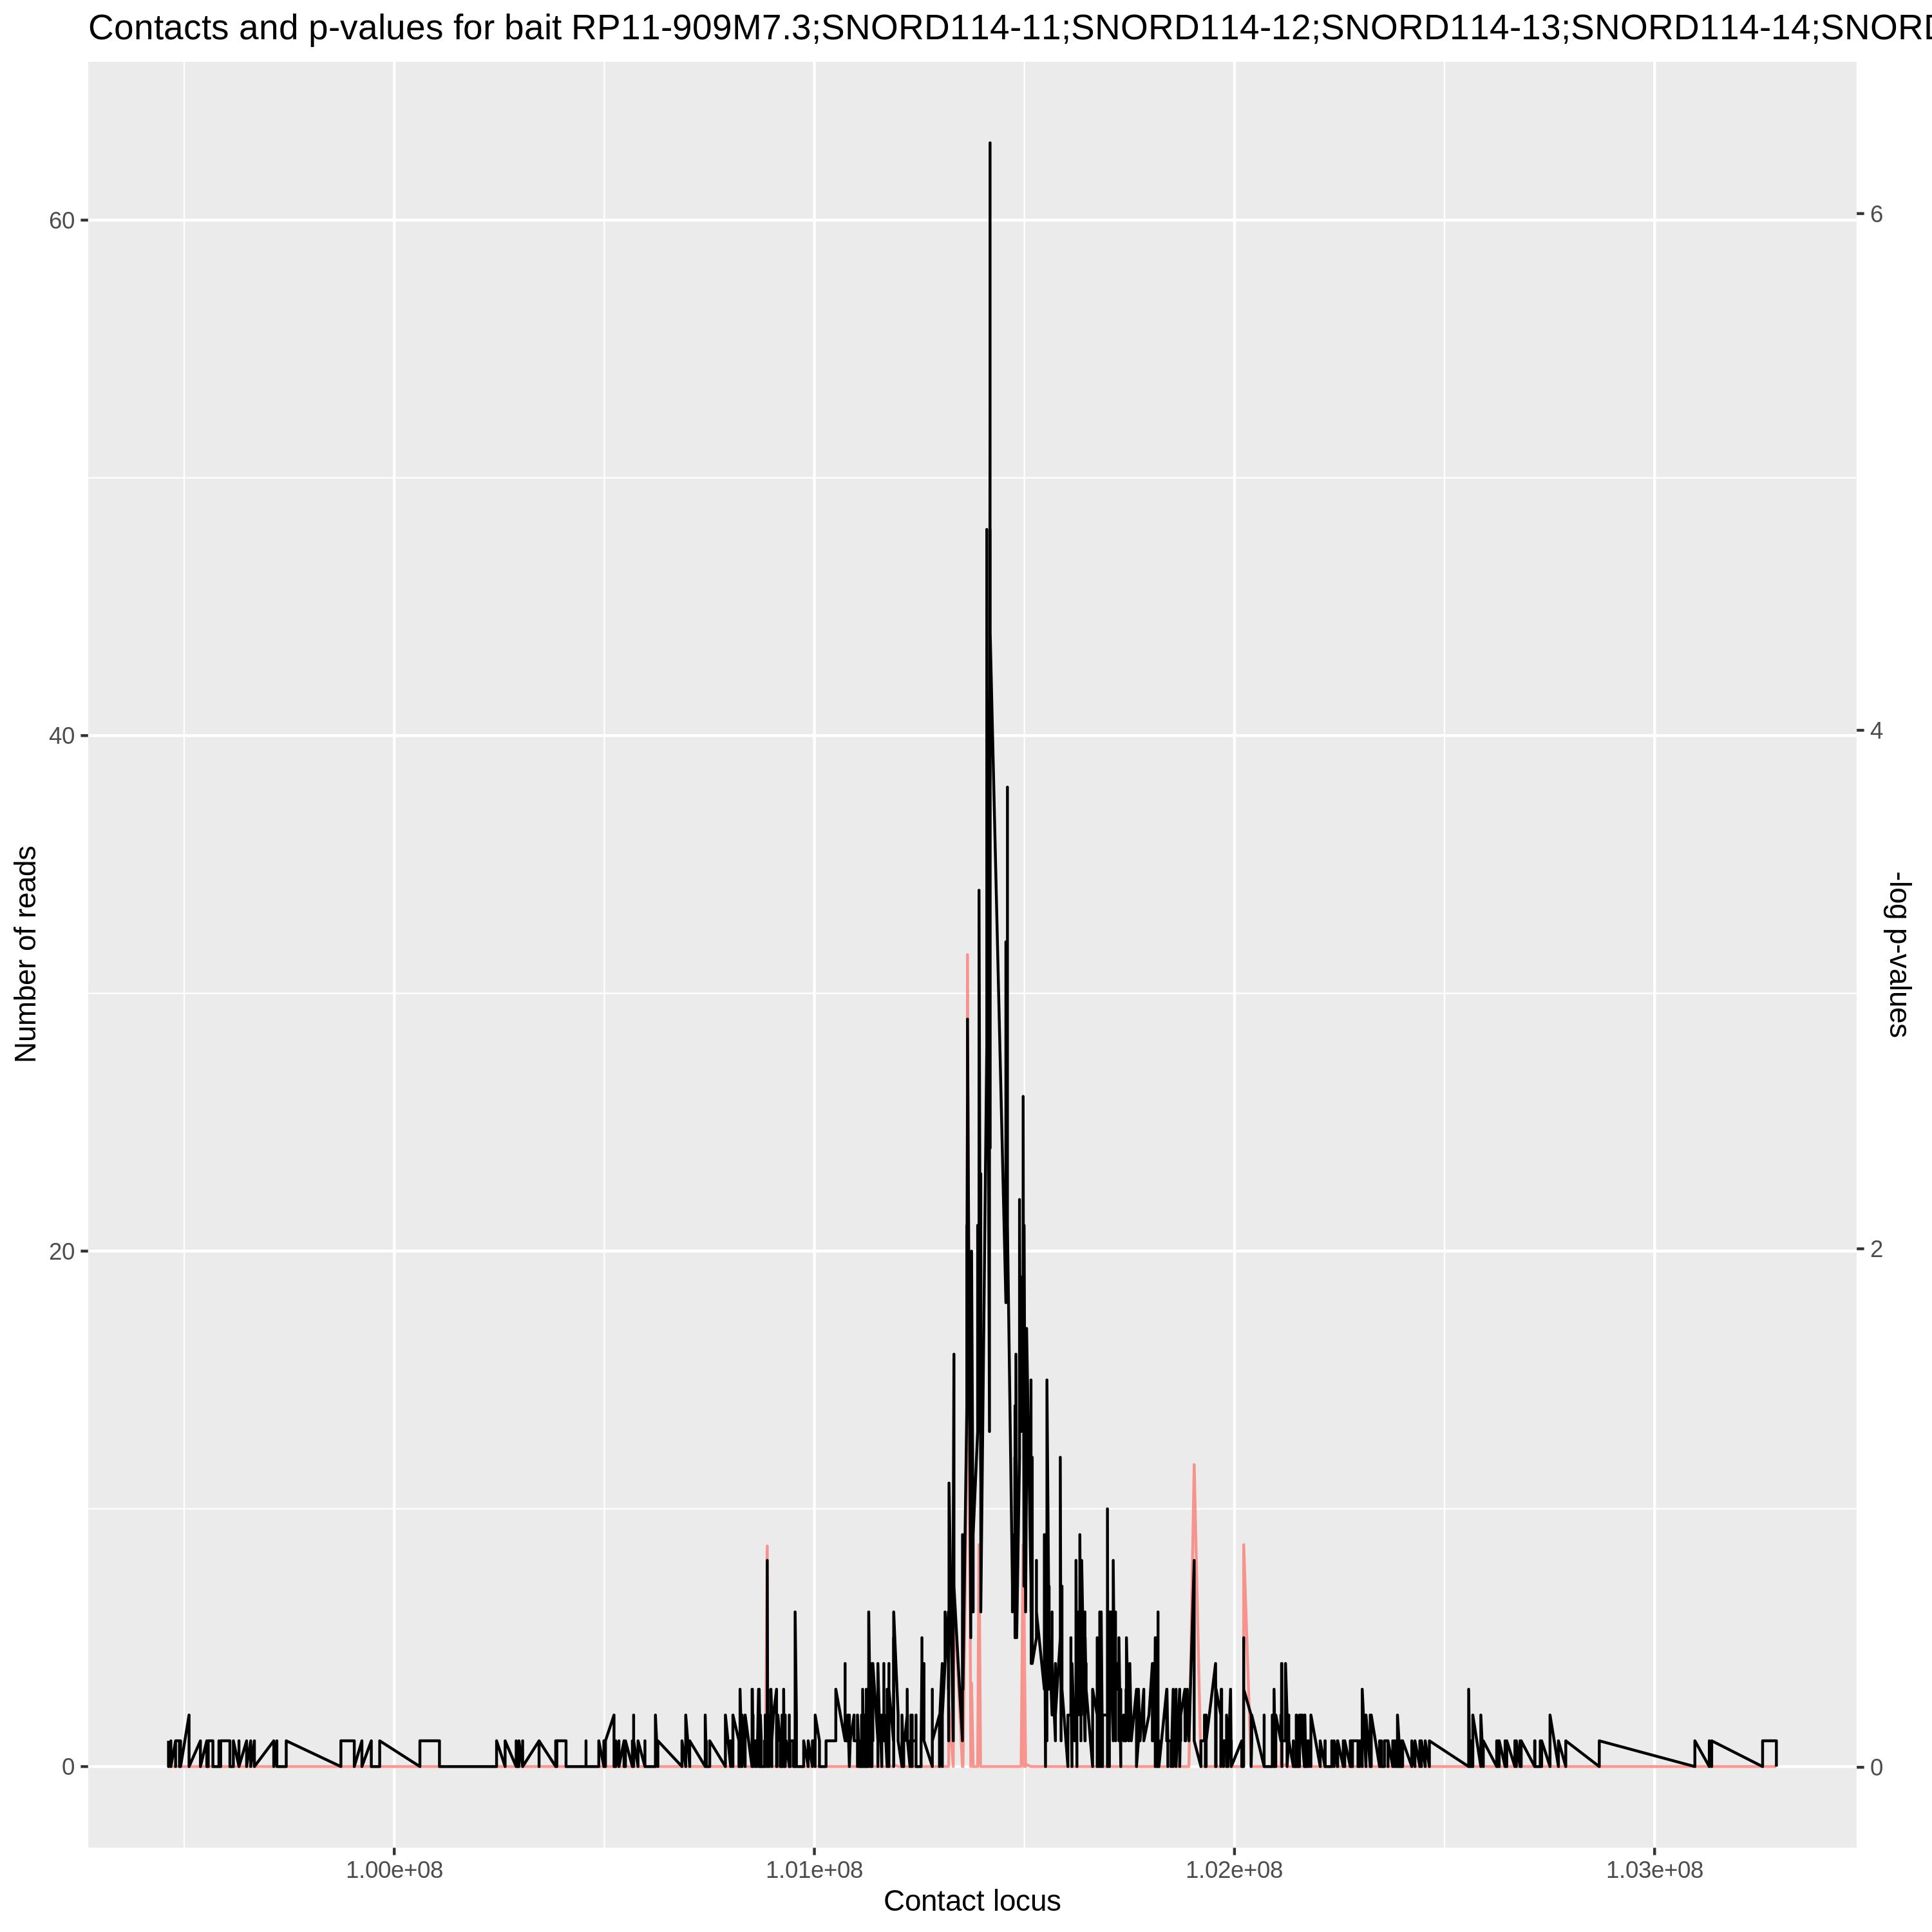 Contacts and p-values for bait RP11-909M7.3;SNORD114-11;SNORD114-12;SNORD114-13;SNORD114-14;SNORD
60
40
20
0
6
4
2
0
Number of reads
-log p-values
1.00e+08 1.01e+08 1.02e+08 1.03e+08
Contact locus